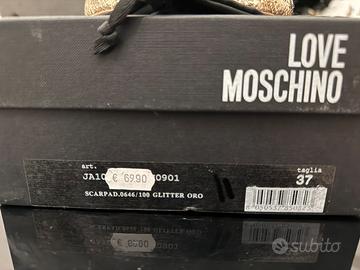 LOVE
MOSCHINO
art.
taglia
JA10
€ 69.90
0901
37
SCARPAD.0646/100 GLITTER ORO
subito